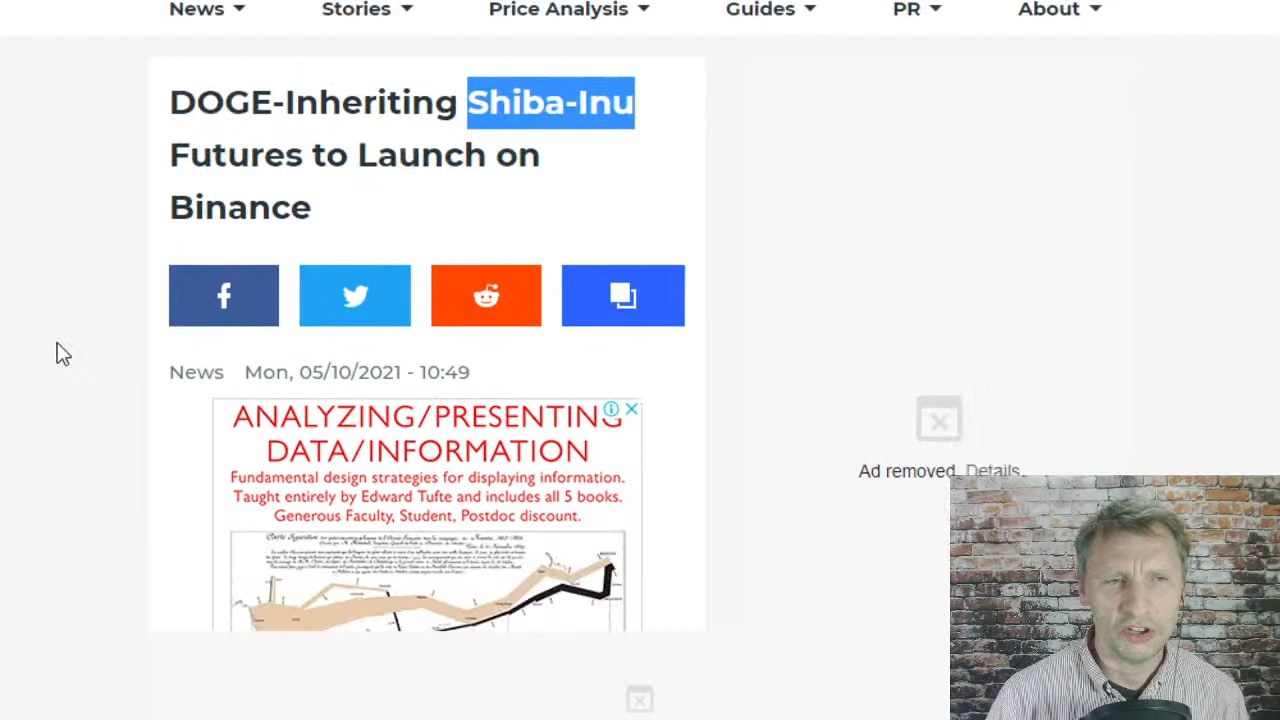 News Stories Price Analysis Guides PR About
DOGE-Inheriting Shiba-Inu
Futures to Launch on
Binance
News Mon, 05/10/2021 - 10:49
ANALYZING/PRESENTING
DATA/INFORMATION
Fundamental design strategies for displaying information.
Taught entirely by Edward Tufte and includes all 5 books.
Generous Faculty, Student, Postdoc discount.
Ad removed. Details